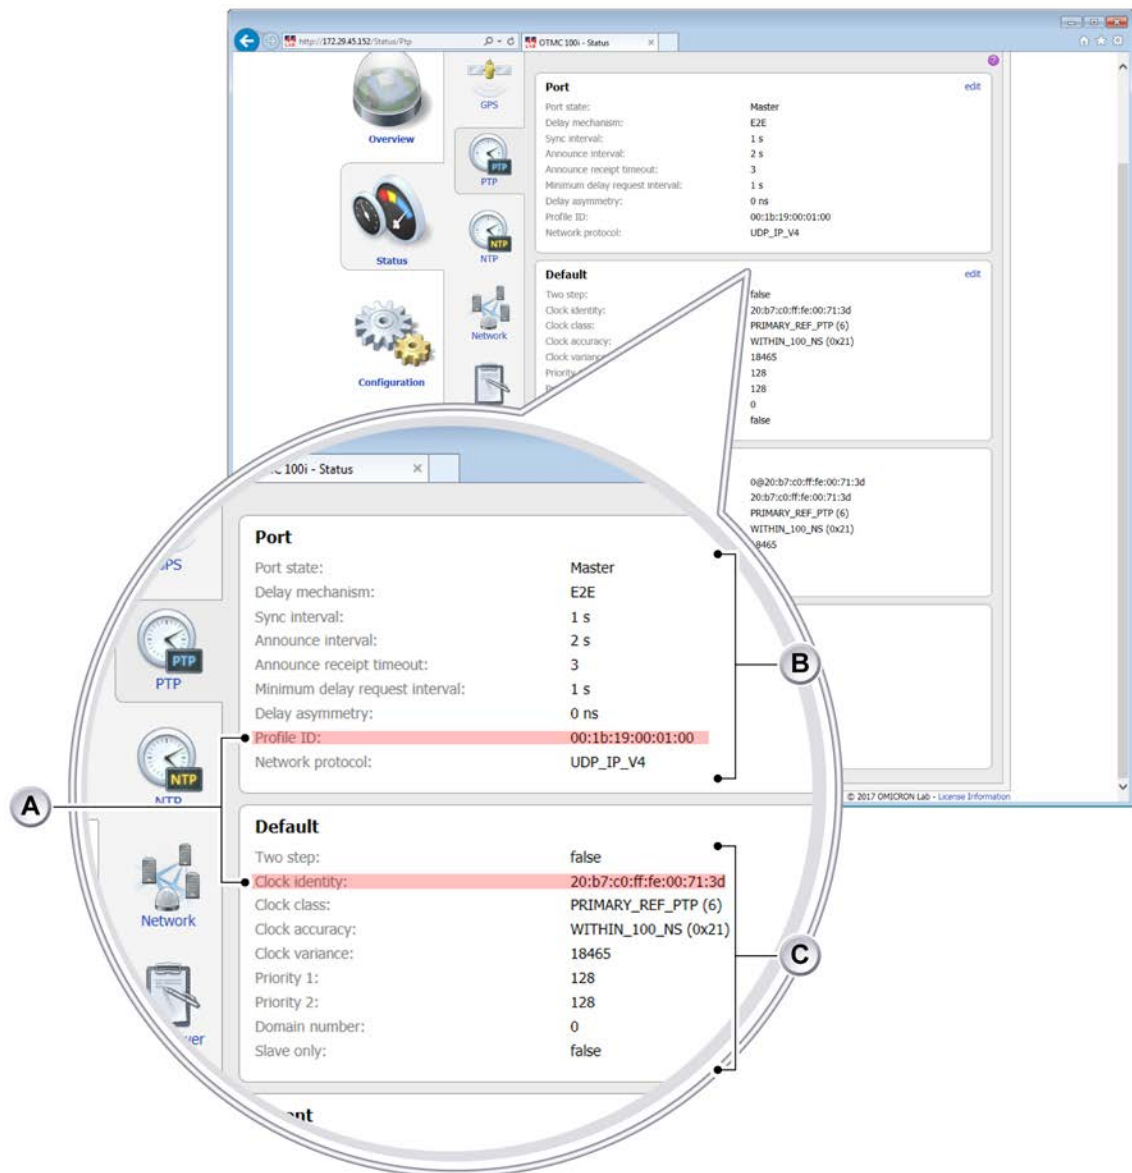 http://172.29.45.152/Status/Ptp
OTMC 100i - Status
Overview
Status
Configuration
GPS
PTP
PTP
NTP
NTP
Network
Port
edit
Port state: Master
Delay mechanism: E2E
Sync interval: 1 s
Announce interval: 2 s
Announce receipt timeout: 3
Minimum delay request interval: 1 s
Delay asymmetry: 0 ns
Profile ID: 00:1b:19:00:01:00
Network protocol: UDP_IP_V4
Default
edit
Two step: false
Clock identity: 20:b7:c0:ff:fe:00:71:3d
Clock class: PRIMARY_REF_PTP (6)
Clock accuracy: WITHIN_100_NS (0x21)
Clock variance 18465
Priority 128
128
0
false
0@20:b7:c0:ff:fe:00:71:3d
20:b7:c0:ff:fe:00:71:3d
PRIMARY_REF_PTP (6)
WITHIN_100_NS (0x21)
8465
© 2017 OMICRON Lab - License Information
100i - Status
PS
PTP
PTP
NTP
NTP
Network
wer
Port
Port state: Master
Delay mechanism: E2E
Sync interval: 1 s
Announce interval: 2 s
Announce receipt timeout: 3
Minimum delay request interval: 1 s
Delay asymmetry: 0 ns
Profile ID: 00:1b:19:00:01:00
Network protocol: UDP_IP_V4
Default
Two step: false
Clock identity: 20:b7:c0:ff:fe:00:71:3d
Clock class: PRIMARY_REF_PTP (6)
Clock accuracy: WITHIN_100_NS (0x21)
Clock variance: 18465
Priority 1: 128
Priority 2: 128
Domain number: 0
Slave only: false
A
B
C